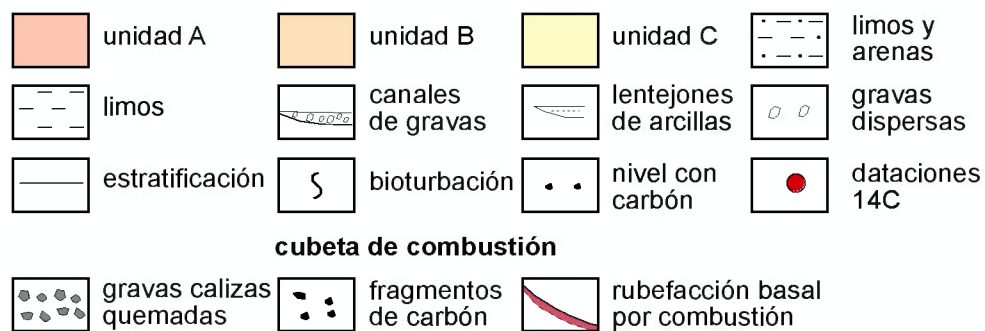 unidad A
unidad B
unidad C
limos y
arenas
limos
canales
de gravas
lentejones
de arcillas
gravas
dispersas
estratificación
bioturbación
nivel con
carbón
dataciones
14C
cubeta de combustión
gravas calizas
quemadas
fragmentos
de carbón
rubefacción basal
por combustión